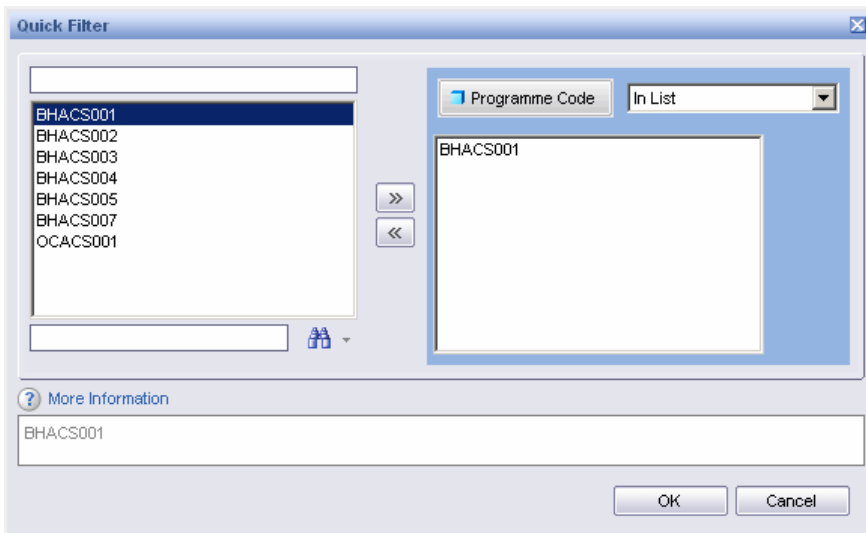 Quick Filter
BHACS001
BHACS002
BHACS003
BHACS004
BHACS005
BHACS007
OCACS001
Programme Code
In List
BHACS001
More Information
BHACS001
OK
Cancel